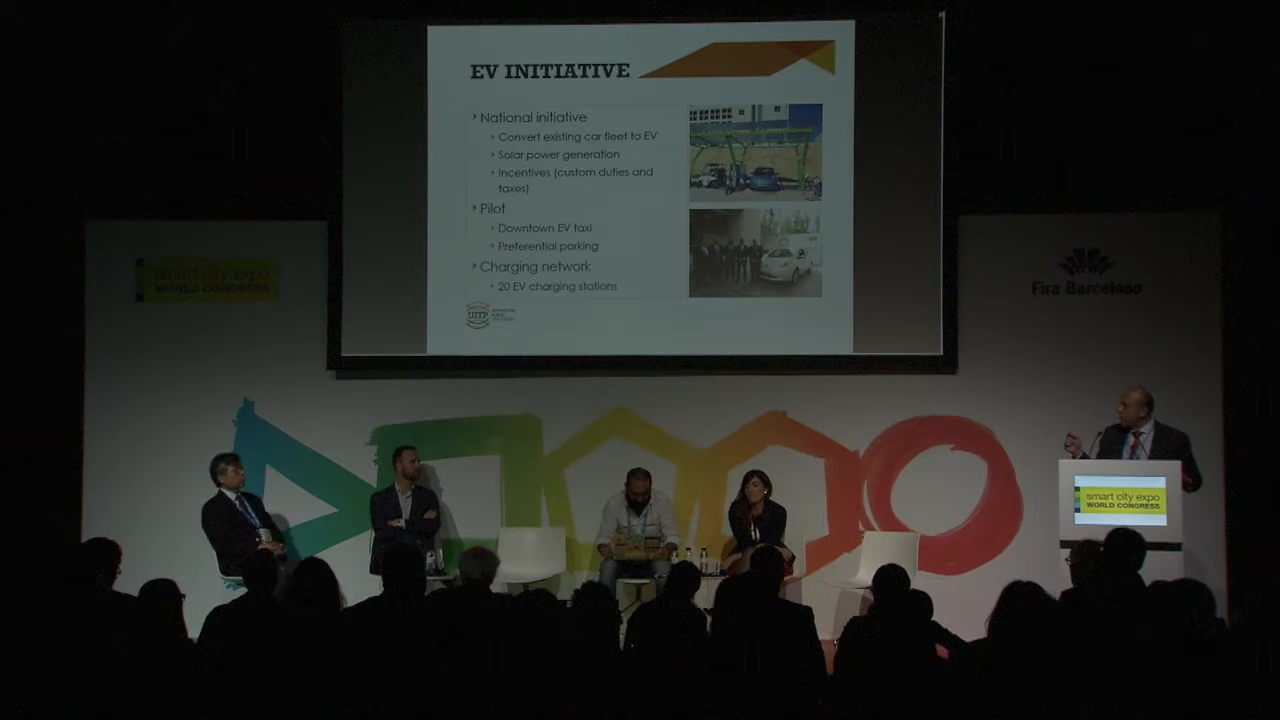 EV INITIATIVE
National initiative
Convert existing car fleet to EV
Solar power generation
Incentives (custom duties and
taxes)
Pilot
Downtown EV taxi
Preferential parking
Charging network
20 EV charging stations
UITP
smart city expo
WORLD CONGRESS
Fira Barcelona
smart city expo
WORLD CONGRESS